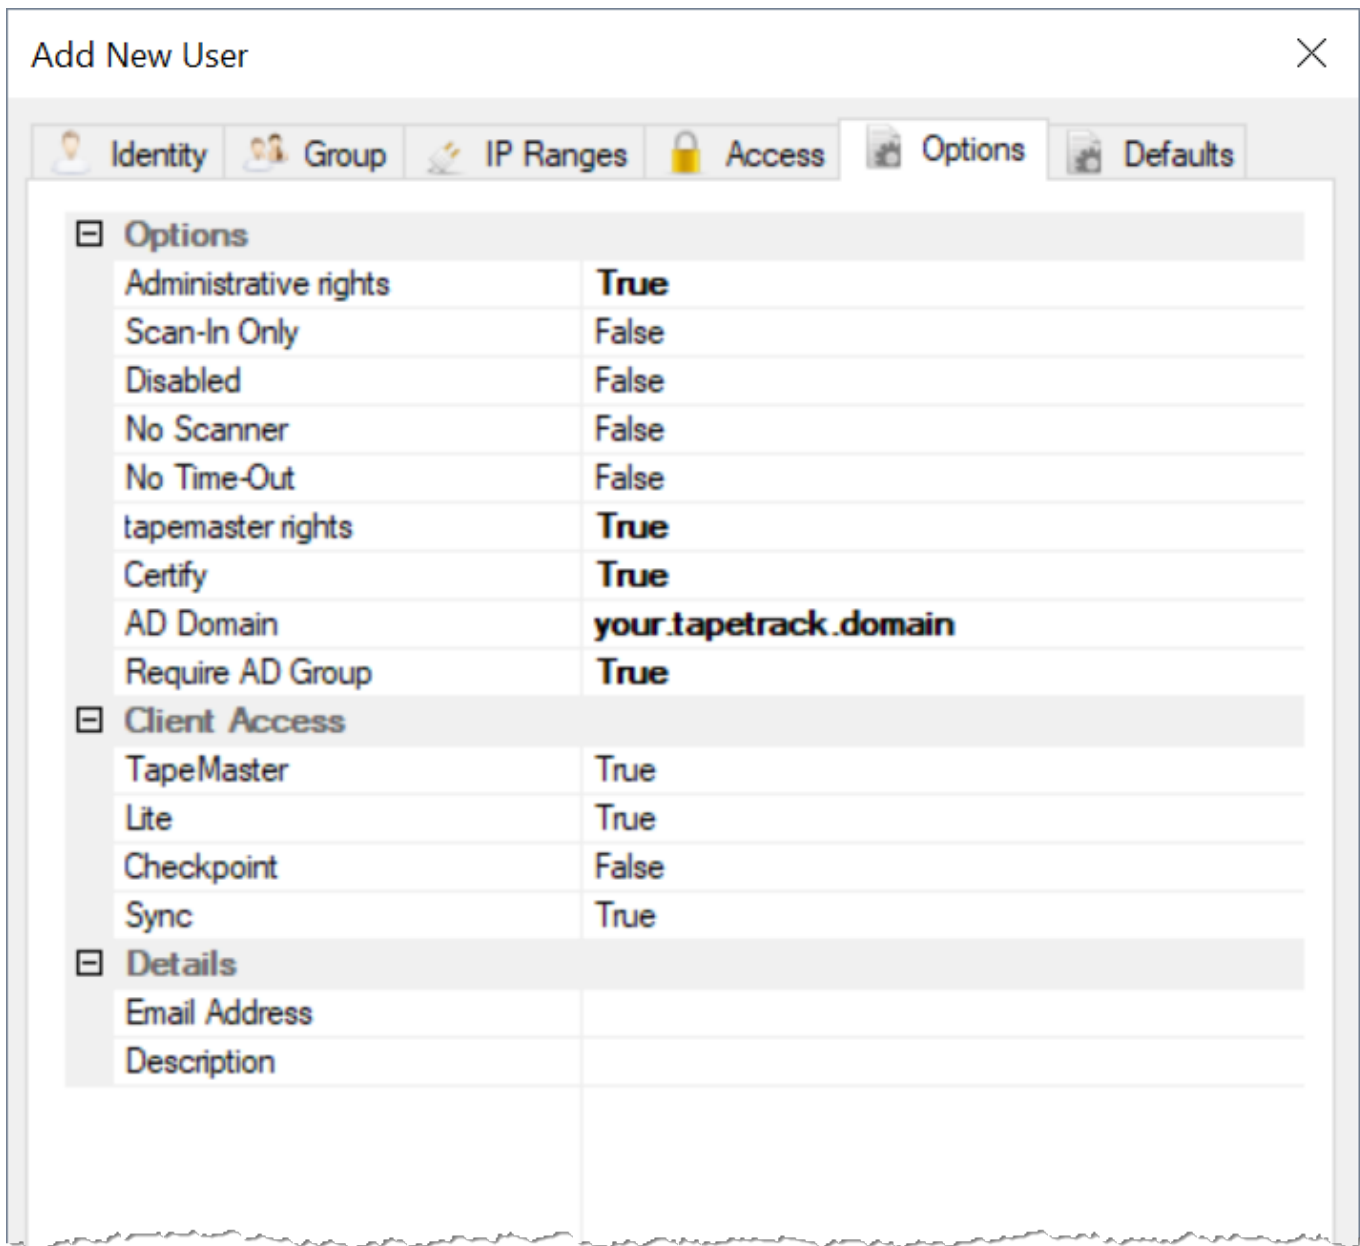 Add New User
Identity Group IP Ranges Access Options Defaults
Options
Administrative rights True
Scan-In Only False
Disabled False
No Scanner False
No Time-Out False
tapemaster rights True
Certify True
AD Domain your.tapetrack.domain
Require AD Group True
Client Access
TapeMaster True
Lite True
Checkpoint False
Sync True
Details
Email Address
Description